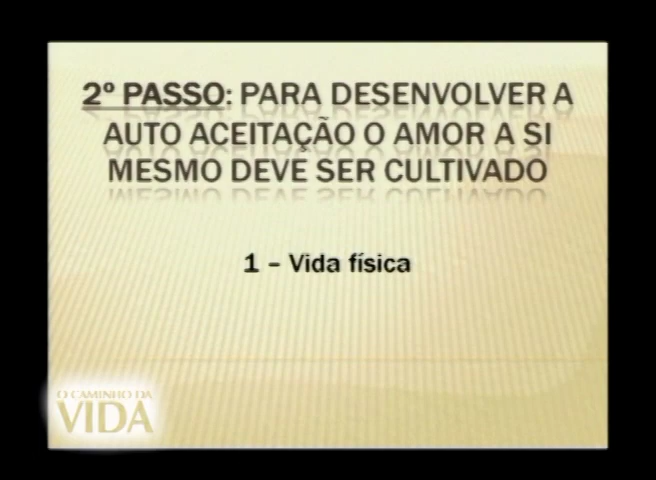 2º PASSO: PARA DESENVOLVER A
AUTO ACEITAÇÃO O AMOR A SI
MESMO DEVE SER CULTIVADO
1 – Vida física
O CAMINHO DA
VIDA